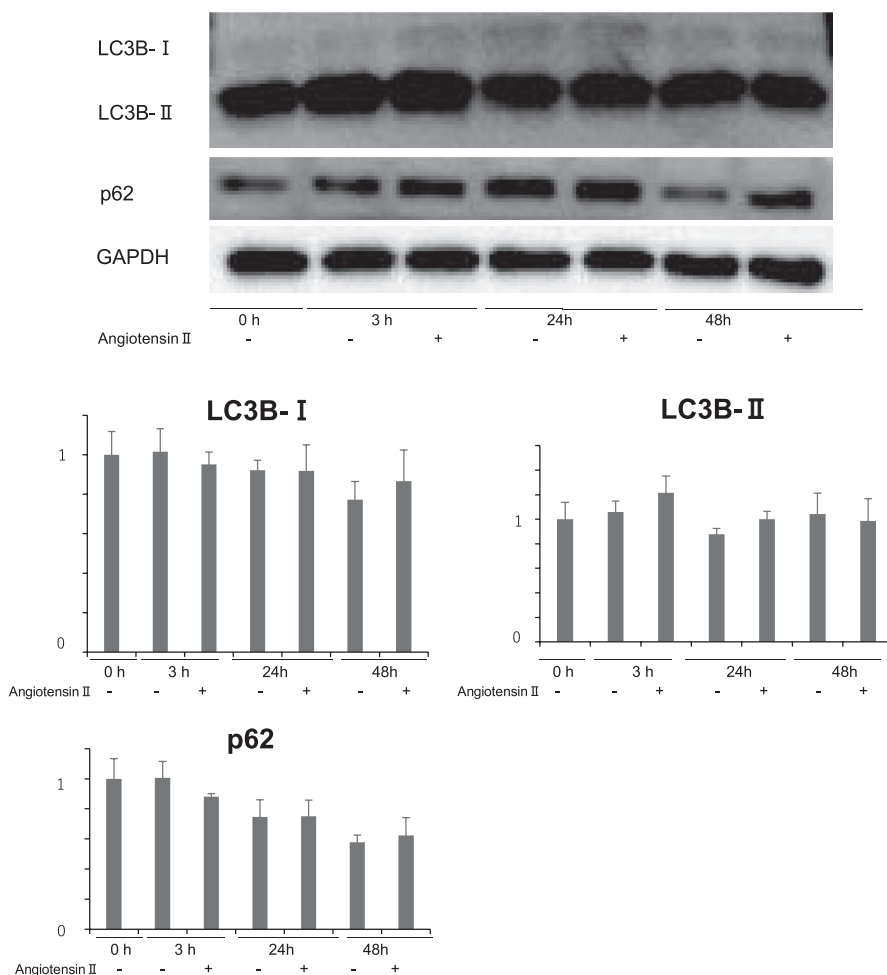 LC3B- Ⅰ
LC3B- Ⅱ
p62
GAPDH
0 h 3 h 24h 48h
Angiotensin Ⅱ - - + - + - +
LC3B- Ⅰ
1
0
0 h 3 h 24h 48h
Angiotensin Ⅱ - - + - + - +
LC3B- Ⅱ
1
0
0 h 3 h 24h 48h
Angiotensin Ⅱ - - + - + - +
p62
1
0
0 h 3 h 24h 48h
Angiotensin Ⅱ - - + - + - +